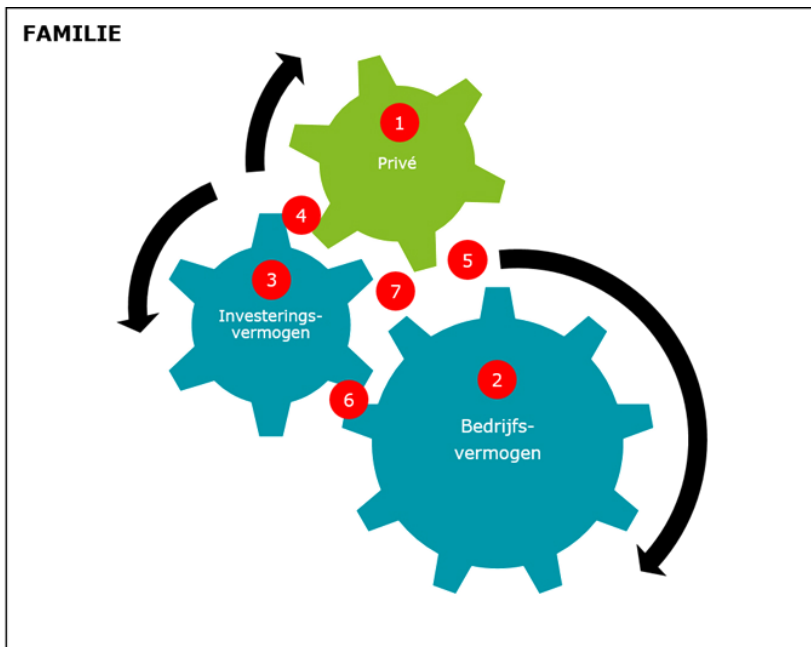 FAMILIE
1
Privé
4
5
3
7
Investerings-
vermogen
2
6
Bedrijfs-
vermogen